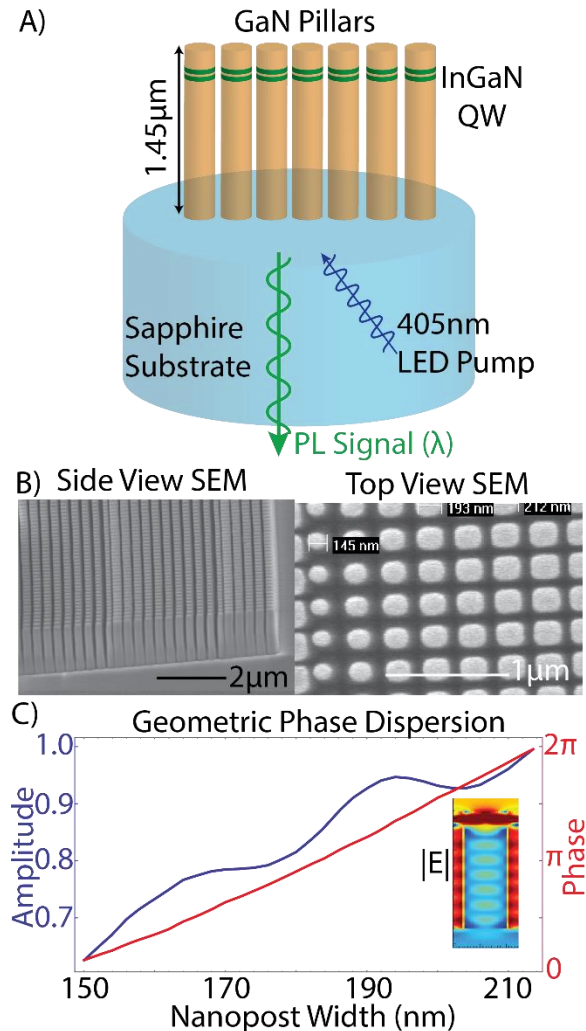 A)
GaN Pillars
InGaN
QW
1.45μm
Sapphire
Substrate
405nm
LED Pump
PL Signal (λ)
B) Side View SEM
Top View SEM
145 nm
193 nm
212 nm
2μm
1μm
C)
Geometric Phase Dispersion
1.0
0.9
0.8
0.7
Amplitude
2π
π
0
Phase
|E|
150
170
190
210
Nanopost Width (nm)